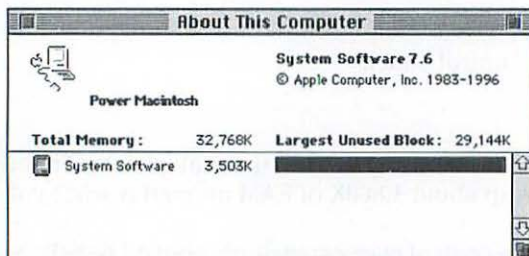 About This Computer
System Software 7.6
© Apple Computer, Inc. 1983-1996
Power Macintosh
Total Memory: 32,768K Largest Unused Block: 29,144K
System Software 3,503K